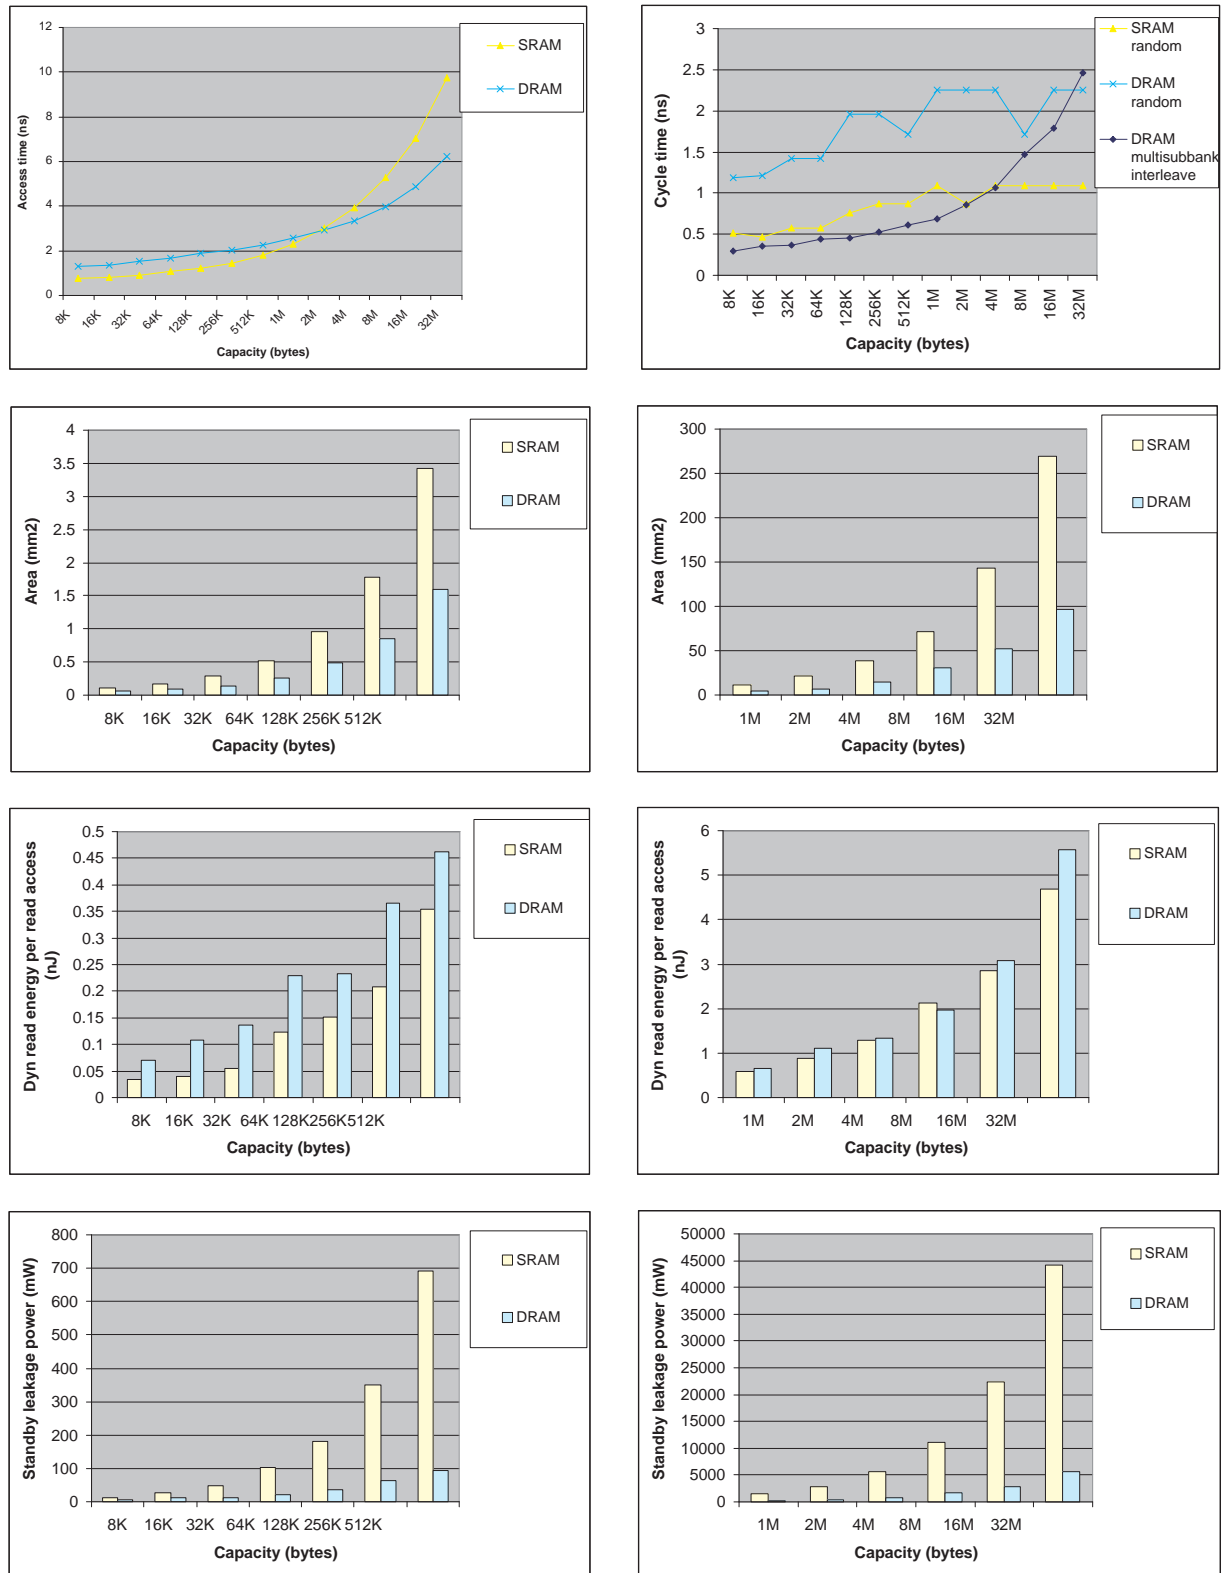 12
10
8
6
4
2
0
Access time (ns)
8K 16K 32K 64K 128K 256K 512K 1M 2M 4M 8M 16M 32M
Capacity (bytes)
SRAM
DRAM
3
2.5
2
1.5
1
0.5
0
Cycle time (ns)
8K 16K 32K 64K 128K 256K 512K 1M 2M 4M 8M 16M 32M
Capacity (bytes)
SRAM
random
DRAM
random
DRAM
multisubbank
interleave
4
3.5
3
2.5
2
1.5
1
0.5
0
Area (mm2)
8K 16K 32K 64K 128K 256K 512K
Capacity (bytes)
SRAM
DRAM
300
250
200
150
100
50
0
Area (mm2)
1M 2M 4M 8M 16M 32M
Capacity (bytes)
SRAM
DRAM
0.5
0.45
0.4
0.35
0.3
0.25
0.2
0.15
0.1
0.05
0
Dyn read energy per read access
(nJ)
8K 16K 32K 64K 128K 256K 512K
Capacity (bytes)
SRAM
DRAM
6
5
4
3
2
1
0
Dyn read energy per read access
(nJ)
1M 2M 4M 8M 16M 32M
Capacity (bytes)
SRAM
DRAM
800
700
600
500
400
300
200
100
0
Standby leakage power (mW)
8K 16K 32K 64K 128K 256K 512K
Capacity (bytes)
SRAM
DRAM
50000
45000
40000
35000
30000
25000
20000
15000
10000
5000
0
Standby leakage power (mW)
1M 2M 4M 8M 16M 32M
Capacity (bytes)
SRAM
DRAM